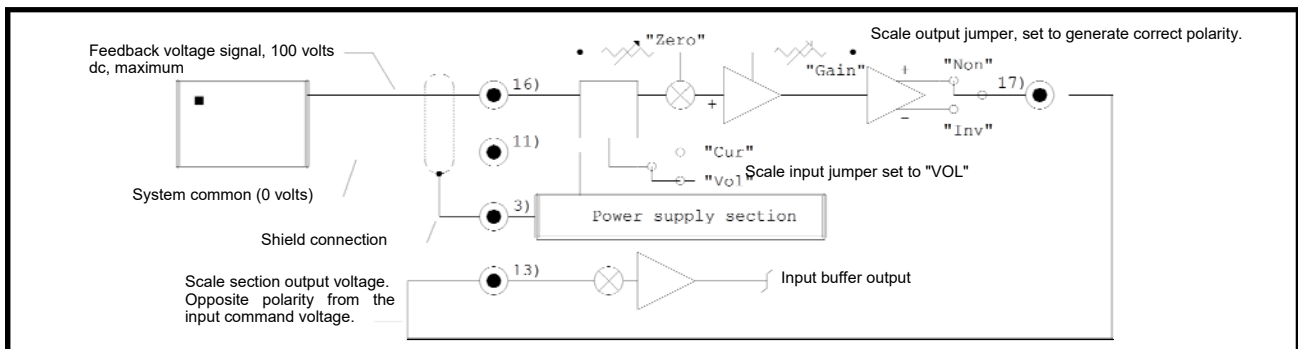 Feedback voltage signal, 100 volts
dc, maximum
"Zero"
Scale output jumper, set to generate correct polarity.
"Gain"
+
"Non"
16)
17)
+
−
"Inv"
11)
"Cur"
Scale input jumper set to "VOL"
"Vol"
System common (0 volts)
3)
Power supply section
Shield connection
13)
Scale section output voltage.
Opposite polarity from the
input command voltage.
Input buffer output